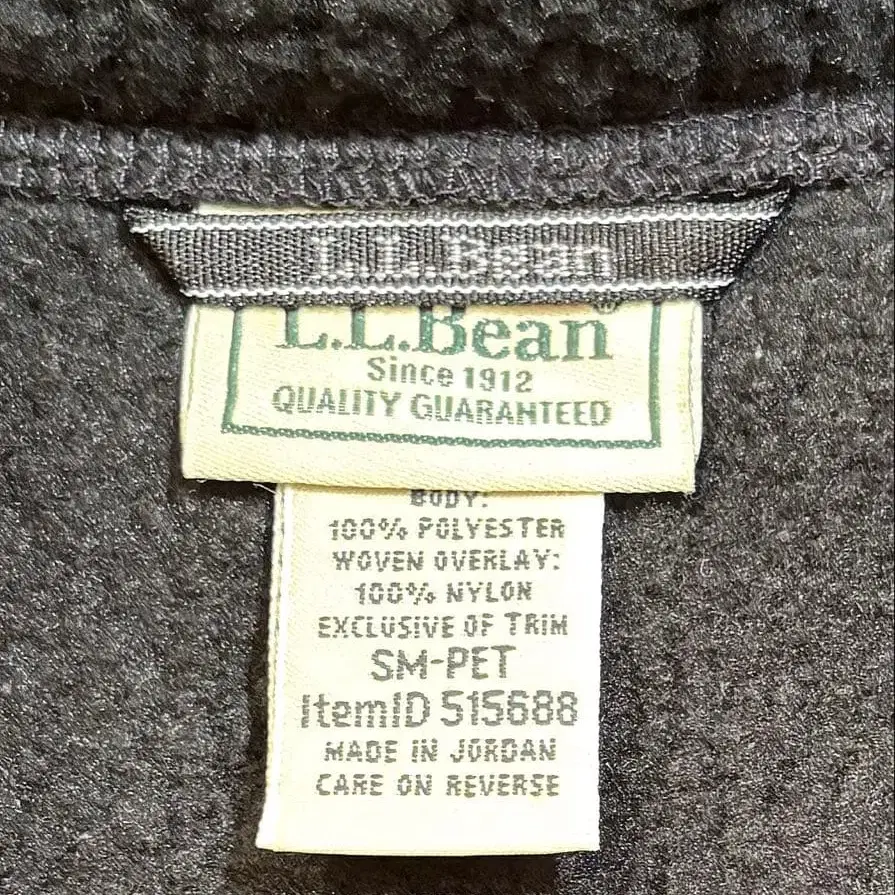 L.L.Bean
L.L.Bean®
Since 1912
QUALITY GUARANTEED
BODY:
100% POLYESTER
WOVEN OVERLAY:
100% NYLON
EXCLUSIVE OF TRIM
SM-PET
ItemID 515688
MADE IN JORDAN
CARE ON REVERSE